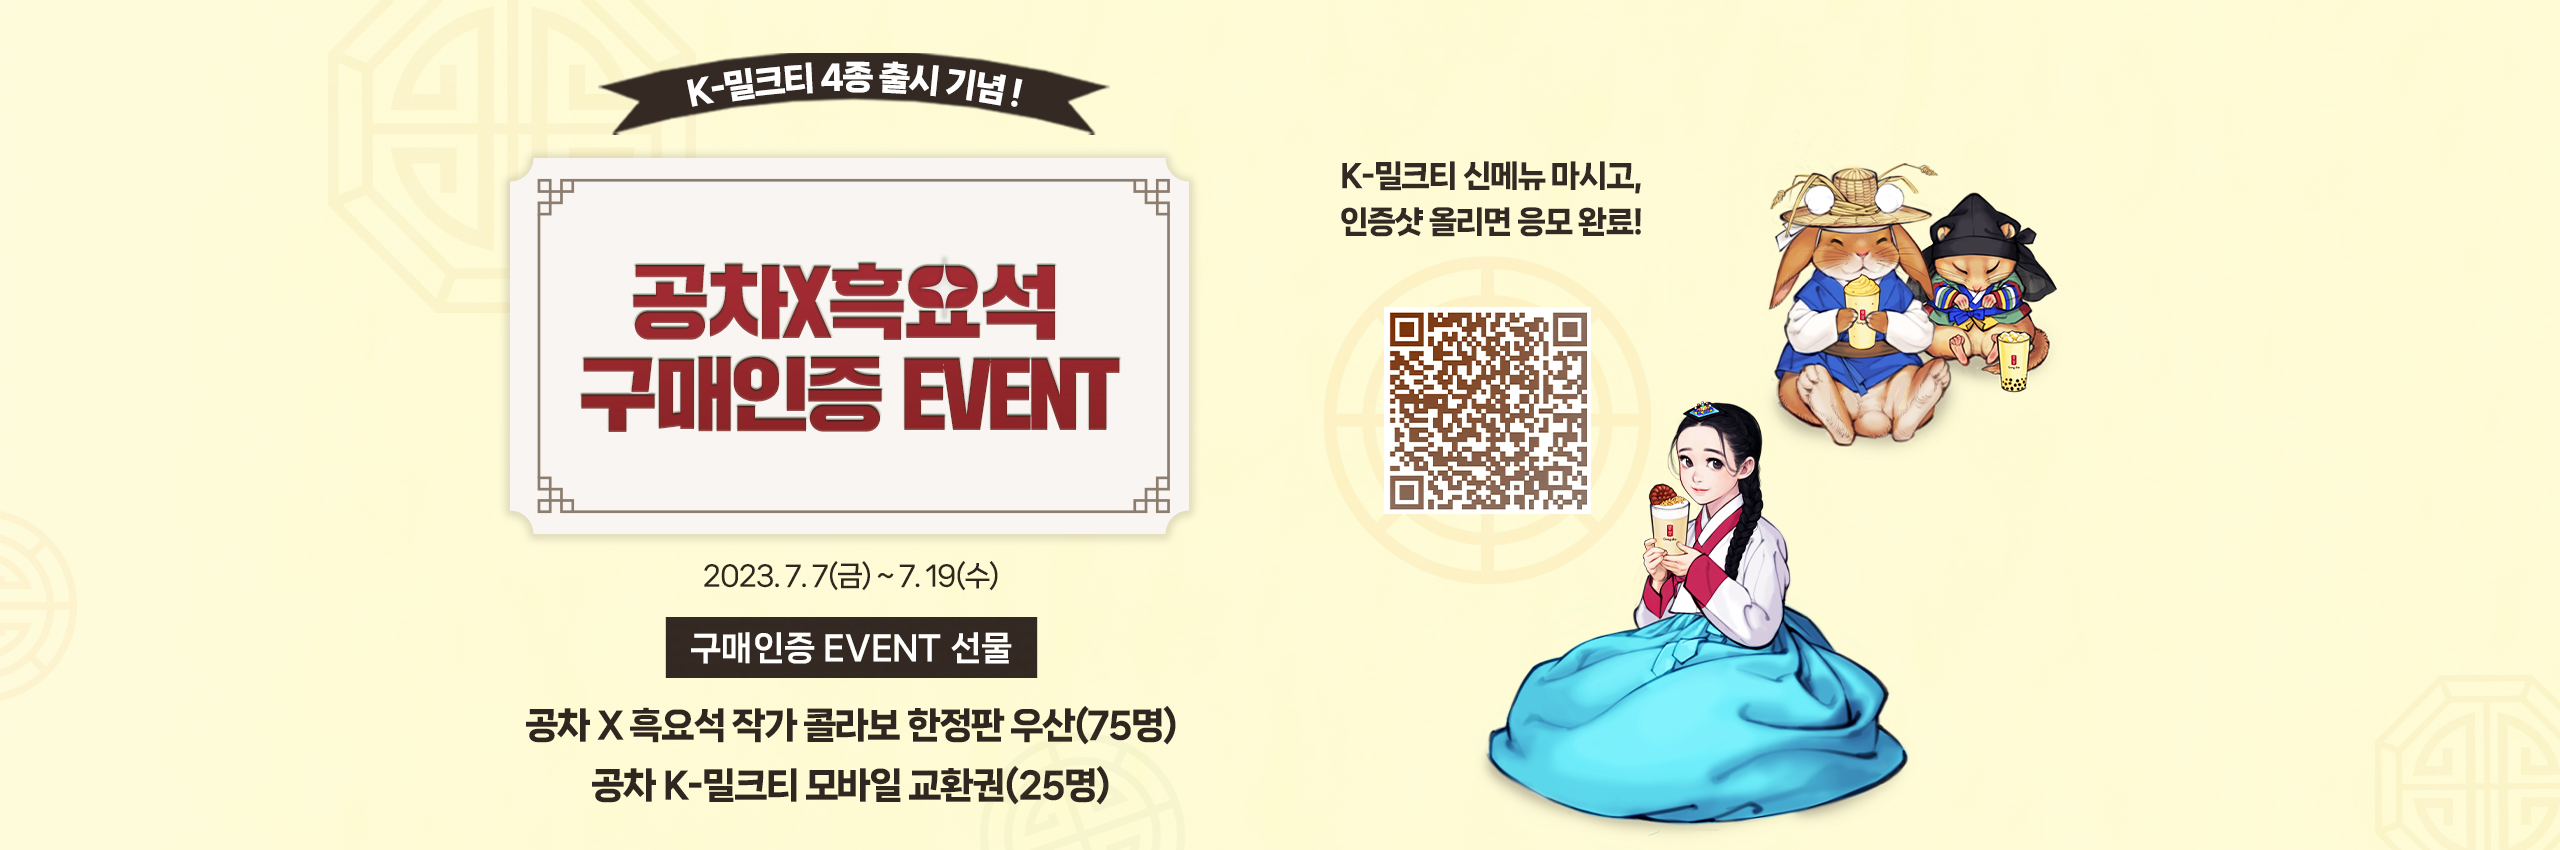 K-밀크티 4종 출시 기념 !
공차X흑요석
구매인증 EVENT
2023. 7. 7(금) ~ 7. 19(수)
구매인증 EVENT 선물
공차 X 흑요석 작가 콜라보 한정판 우산(75명)
공차 K-밀크티 모바일 교환권(25명)
K-밀크티 신메뉴 마시고,
인증샷 올리면 응모 완료!